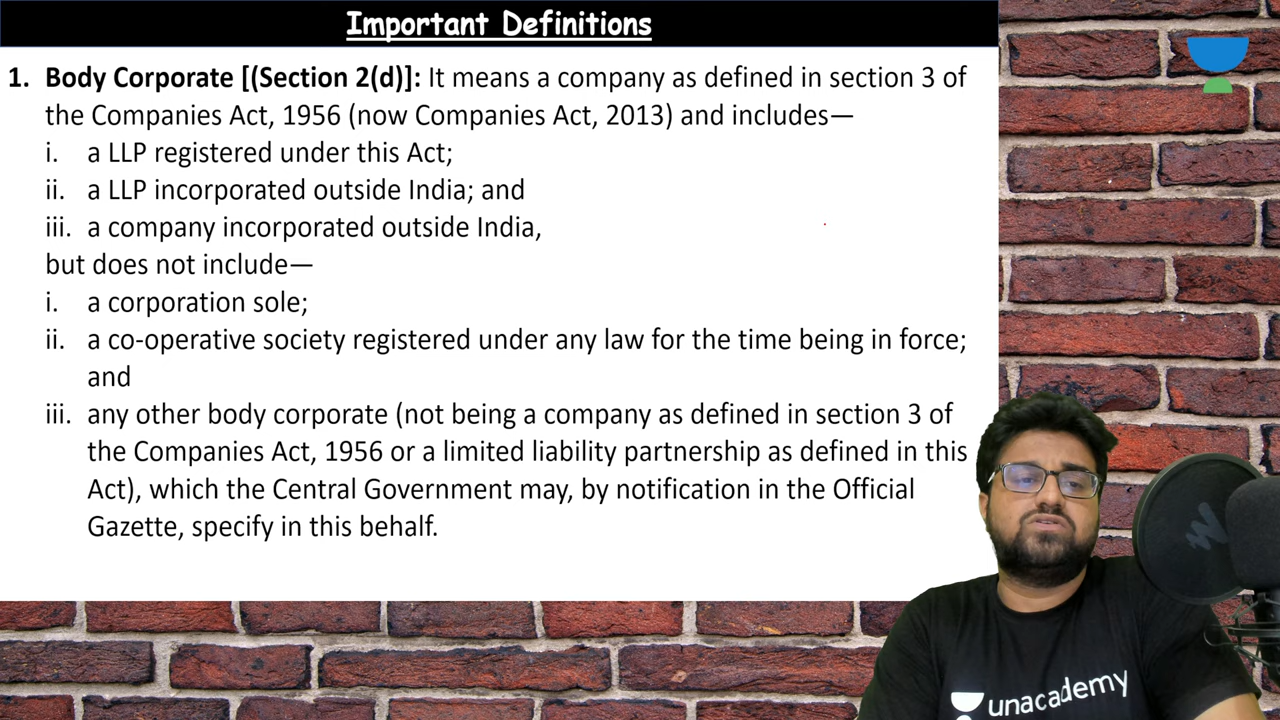 Important Definitions
1. Body Corporate [(Section 2(d)]: It means a company as defined in section 3 of
the Companies Act, 1956 (now Companies Act, 2013) and includes—
i. a LLP registered under this Act;
ii. a LLP incorporated outside India; and
iii. a company incorporated outside India,
but does not include—
i. a corporation sole;
ii. a co-operative society registered under any law for the time being in force;
and
iii. any other body corporate (not being a company as defined in section 3 of
the Companies Act, 1956 or a limited liability partnership as defined in this
Act), which the Central Government may, by notification in the Official
Gazette, specify in this behalf.
unacademy